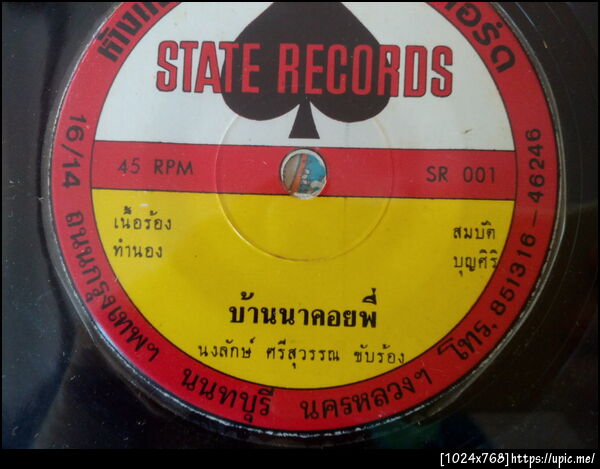 STATE RECORDS
45 RPM
SR 001
เนื้อร้อง
ทำนอง
สมบัติ
บุญศิริ
บ้านนาคอยพี่
นงลักษ์ ศรีสุวรรณ ขับร้อง
16/14 ถนนกรุงเทพฯ นนทบุรี นครหลวงฯ โทร. 851316 - 46246
[1024x768]https://upic.me/